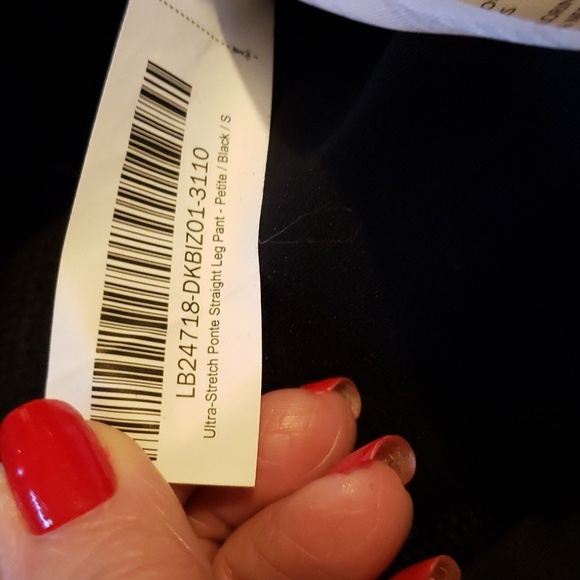 LB24718-DKBIZ01-3110
Ultra-Stretch Ponte Straight Leg Pant - Petite / Black / S